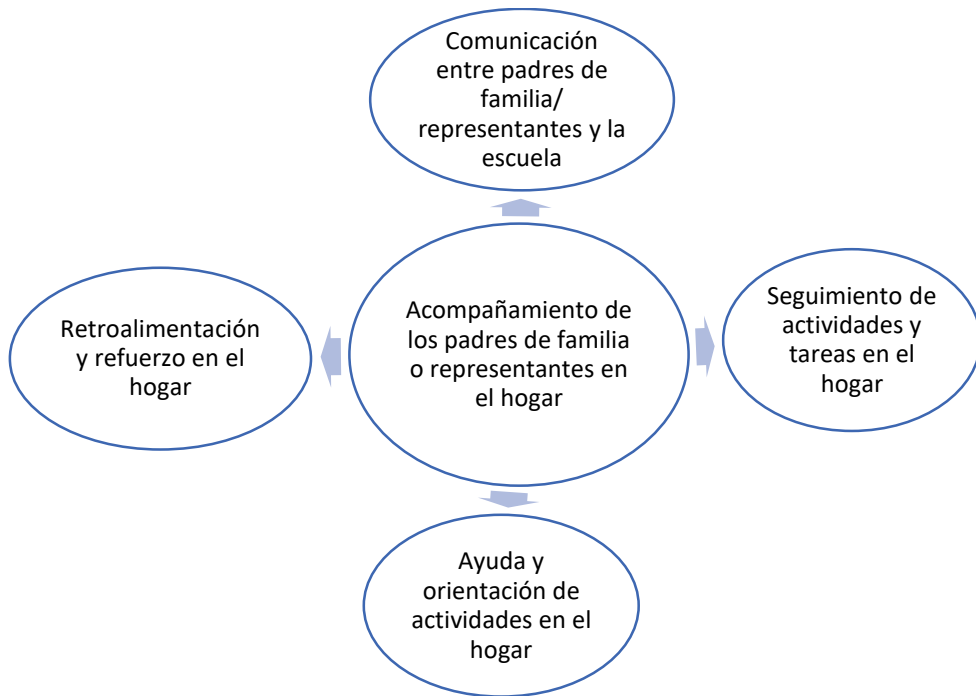 Comunicación
entre padres de
familia/
representantes y la
escuela
Retroalimentación
y refuerzo en el
hogar
Acompañamiento de
los padres de familia
o representantes en
el hogar
Seguimiento de
actividades y
tareas en el
hogar
Ayuda y
orientación de
actividades en el
hogar